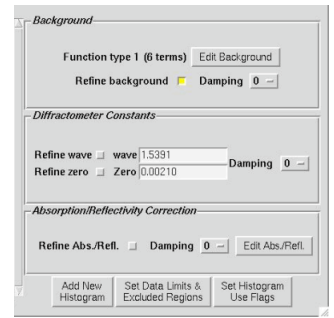 Background
Function type 1 (6 terms) Edit Background
Refine background Damping 0
Diffractometer Constants
Refine wave wave 1.5391
Refine zero Zero 0.00210
Damping 0
Absorption/Reflectivity Correction
Refine Abs./Refl. Damping 0 Edit Abs./Refl.
Add New Histogram
Set Data Limits & Excluded Regions
Set Histogram Use Flags